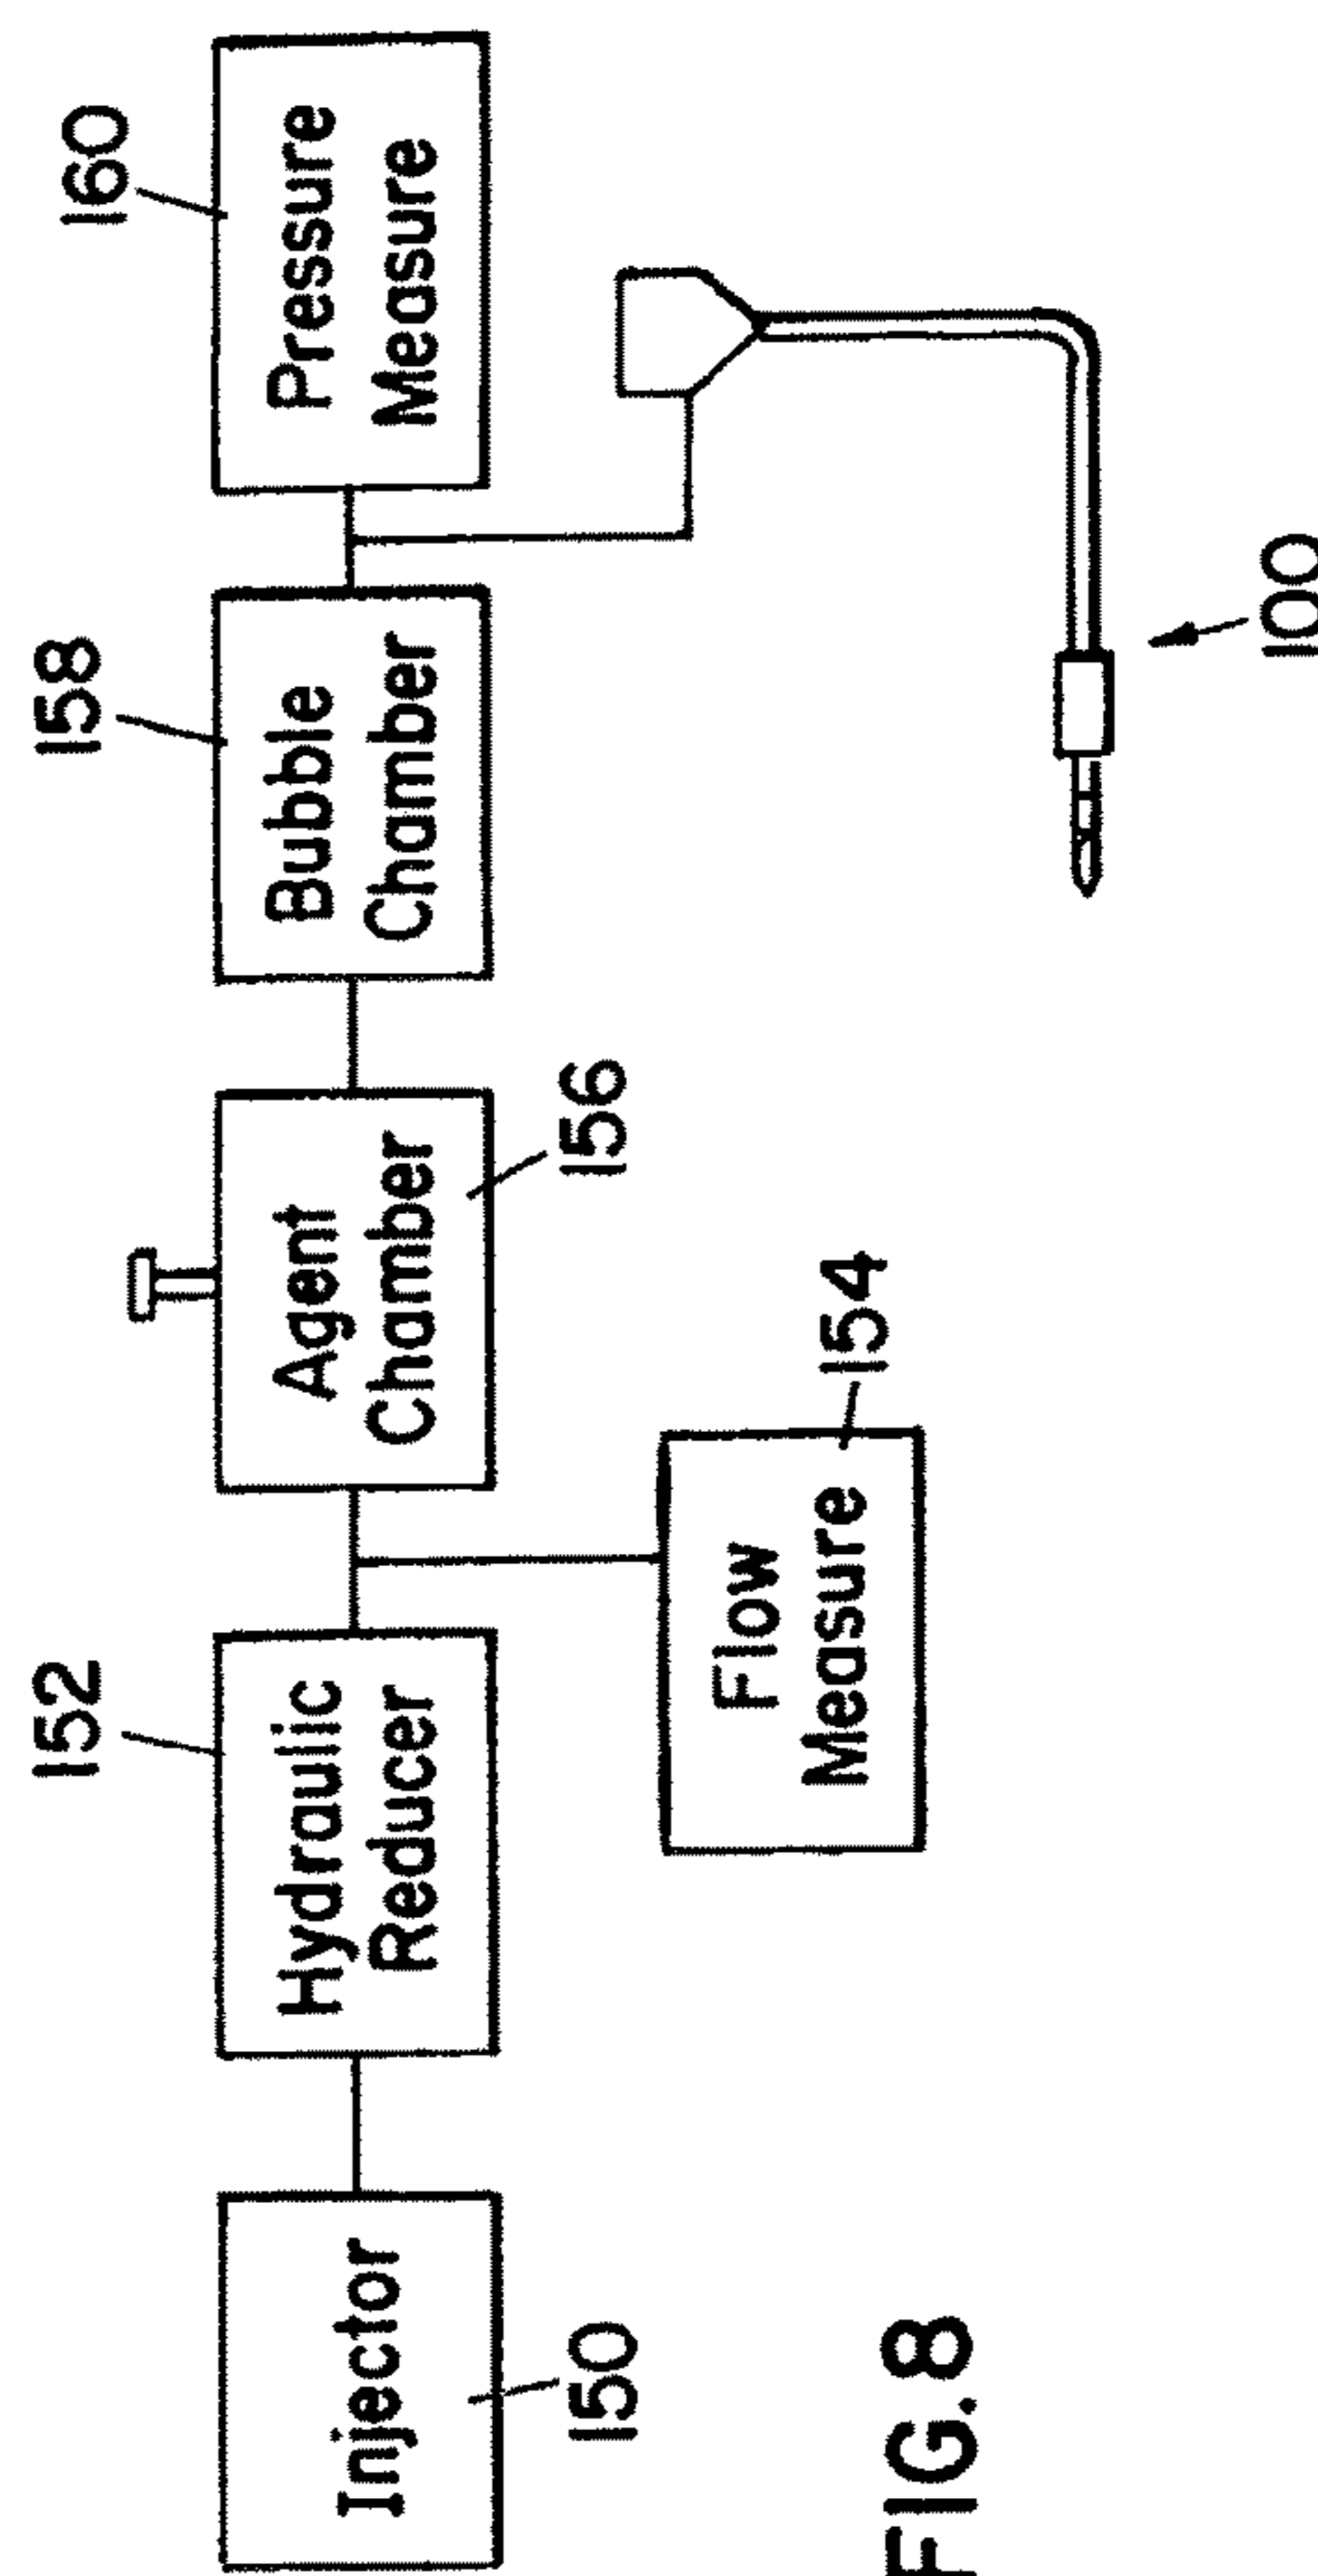 152
158
160
Injector
Hydraulic
Reducer
Agent
Chamber
Bubble
Chamber
Pressure
Measure
150
156
Flow
Measure
154
FIG. 8
100